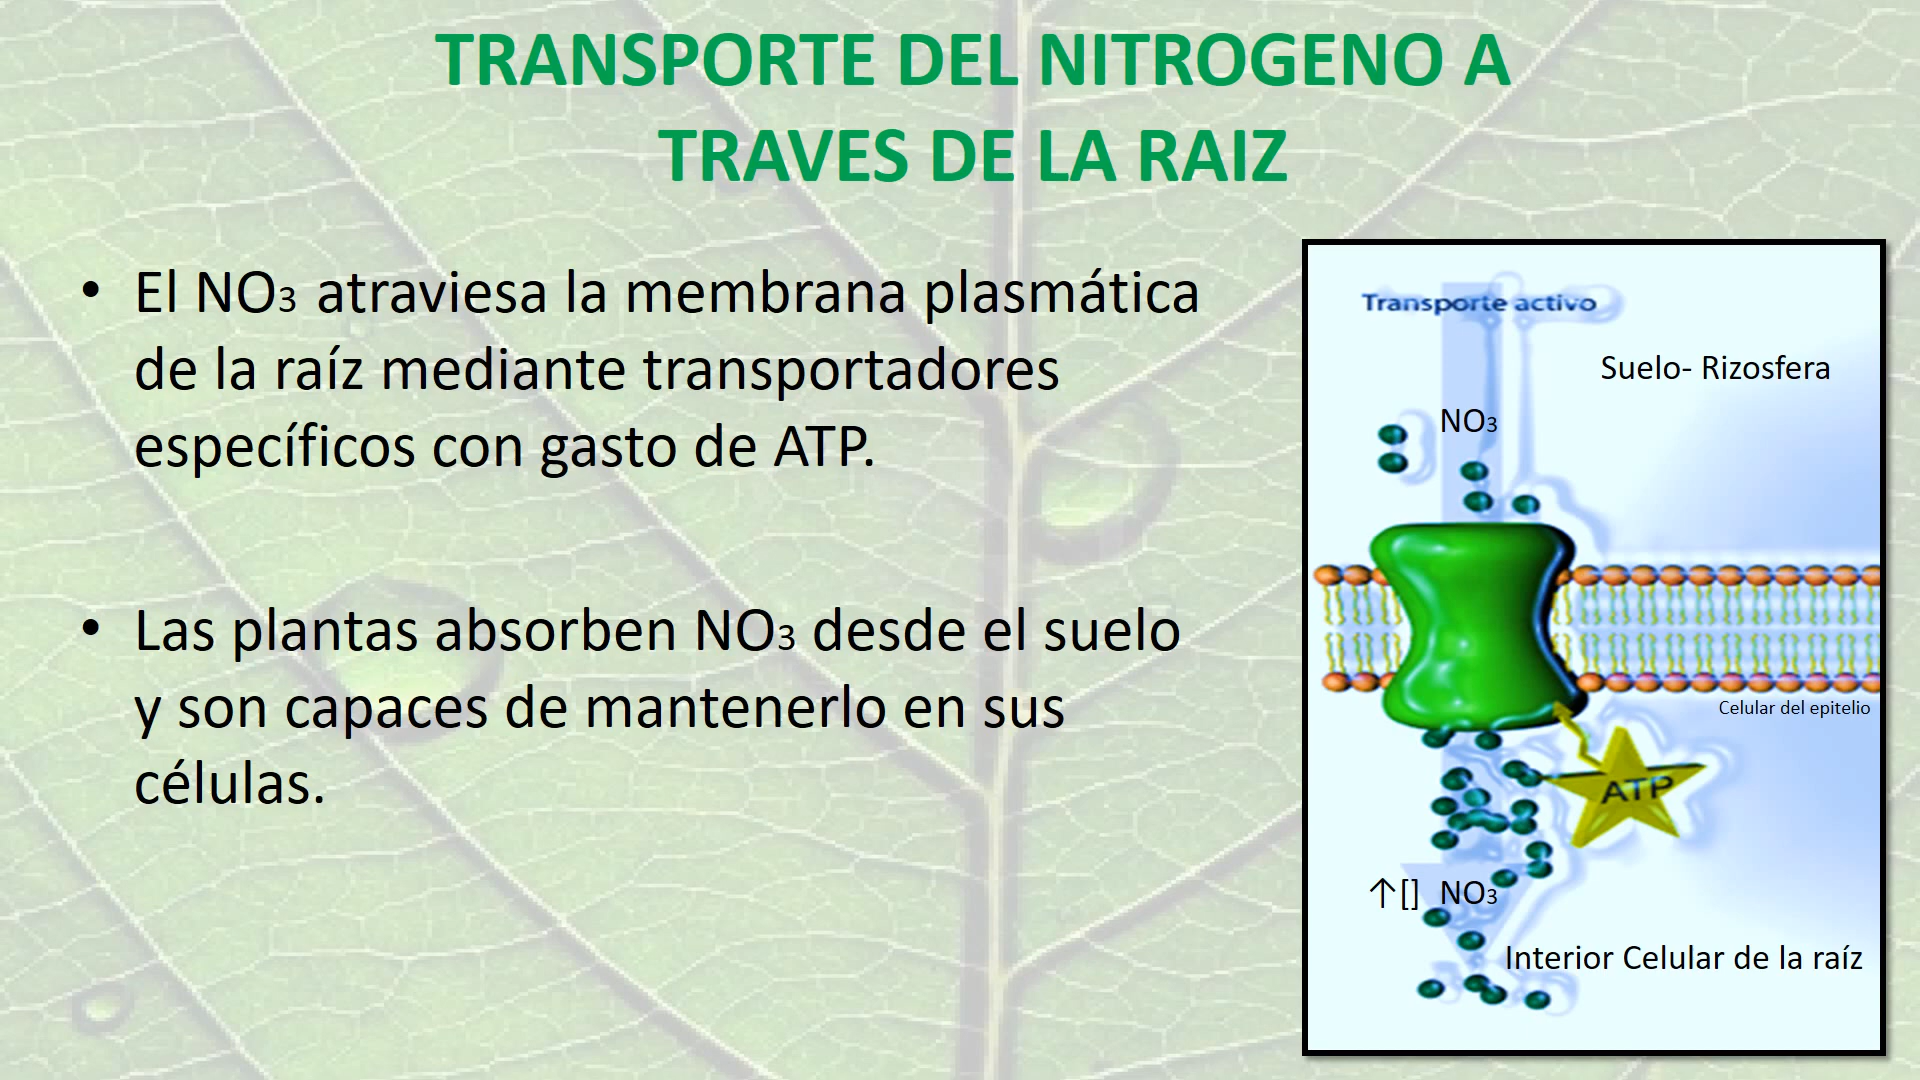 TRANSPORTE DEL NITROGENO A
TRAVES DE LA RAIZ
• El NO₃ atraviesa la membrana plasmática
de la raíz mediante transportadores
específicos con gasto de ATP.
• Las plantas absorben NO₃ desde el suelo
y son capaces de mantenerlo en sus
células.
Transporte activo
Suelo- Rizosfera
NO₃
Celular del epitelio
ATP
↑[] NO₃
Interior Celular de la raíz